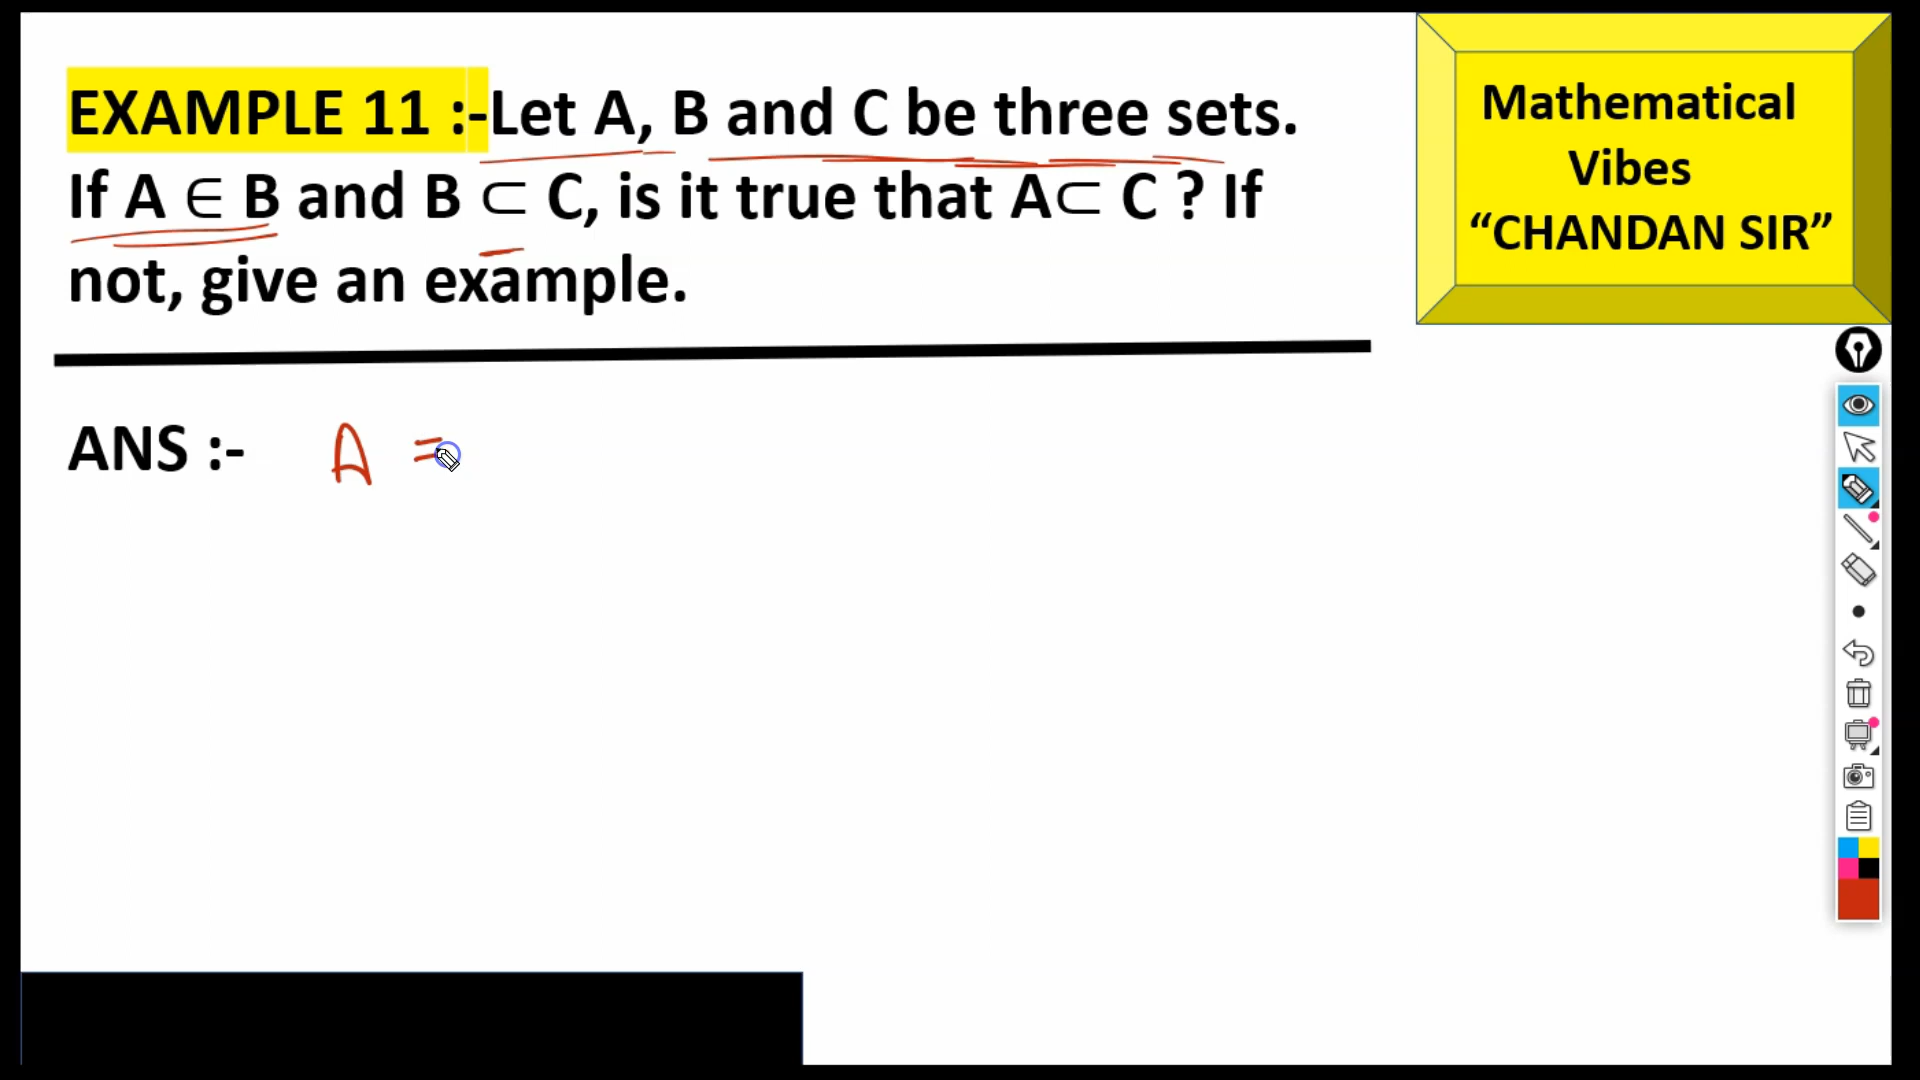 EXAMPLE 11 :-Let A, B and C be three sets.
If A ∈ B and B ⊂ C, is it true that A⊂ C ? If
not, give an example.
Mathematical
Vibes
“CHANDAN SIR”
ANS :- A =